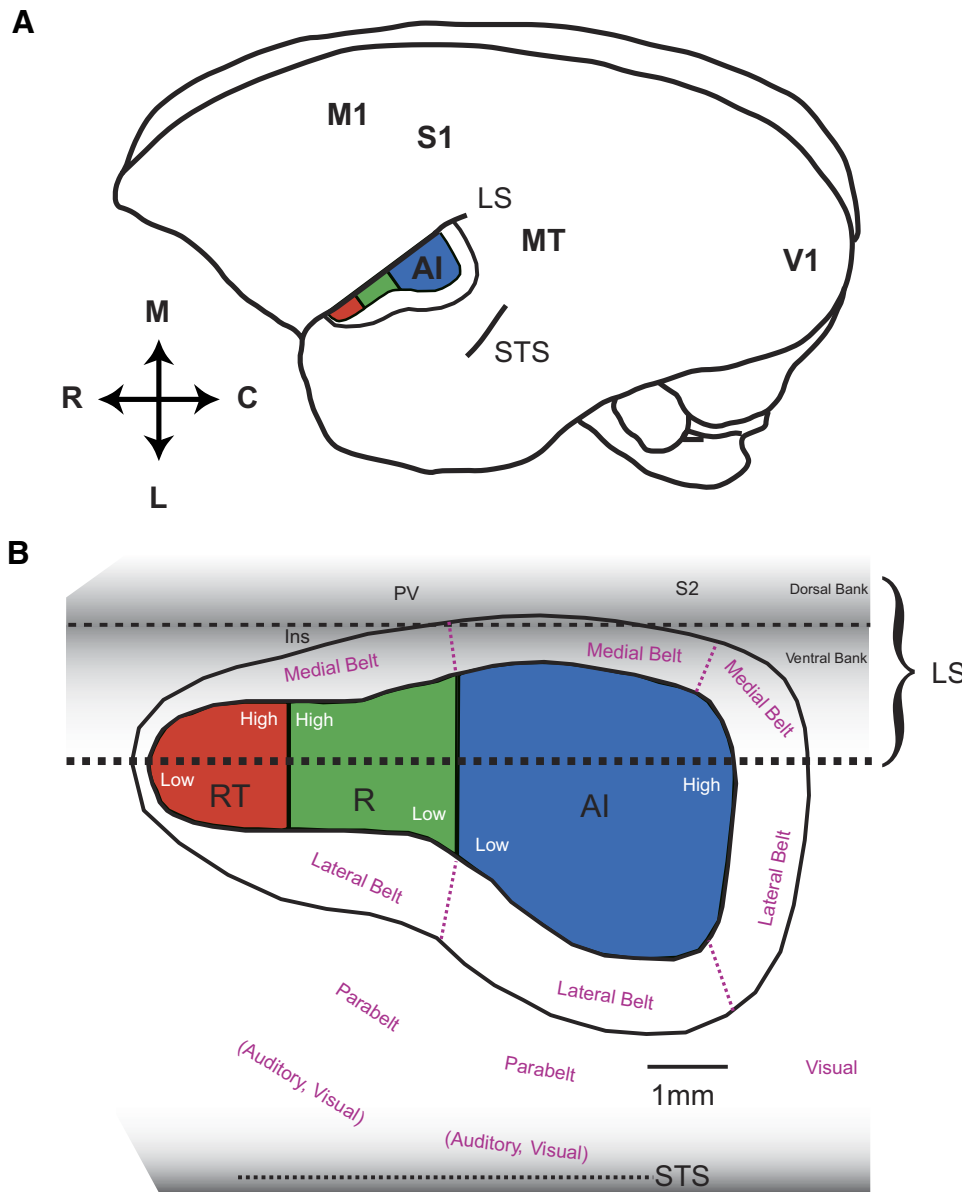 A
M1
S1
LS
MT
AI
V1
M
STS
R
C
L
B
PV
S2
Dorsal Bank
Ins
Medial Belt
Medial Belt
Ventral Bank
LS
Medial Belt
High
High
Low
RT
R
AI
High
Low
Low
Lateral Belt
Lateral Belt
Lateral Belt
Parabelt
Parabelt
Visual
(Auditory, Visual)
1mm
(Auditory, Visual)
STS